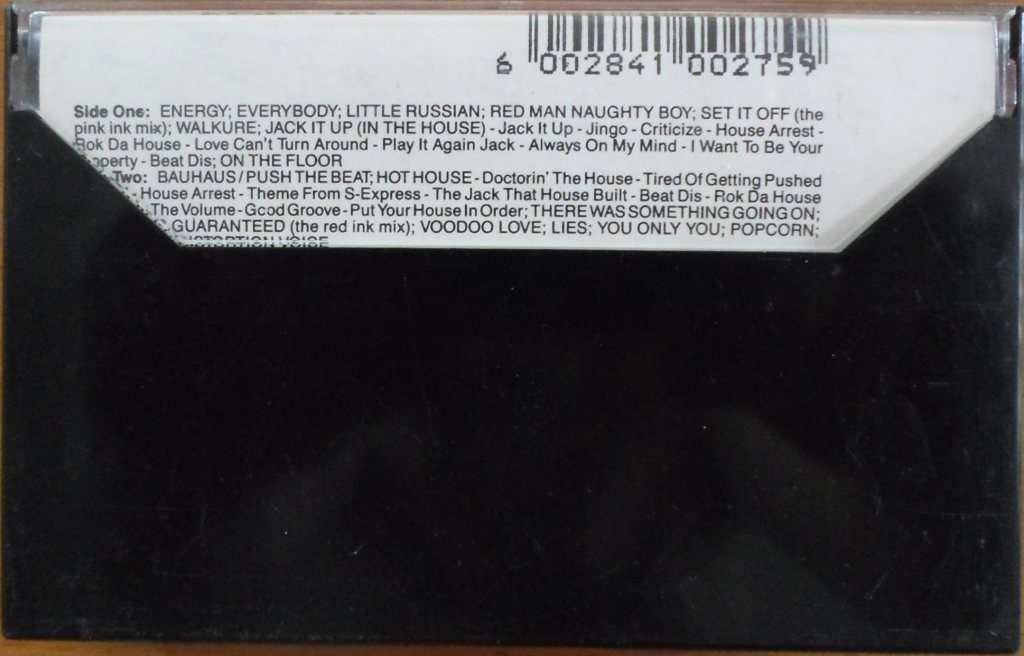 6 002841 002759
Side One: ENERGY; EVERYBODY; LITTLE RUSSIAN; RED MAN NAUGHTY BOY; SET IT OFF (the
pink ink mix); WALKURE; JACK IT UP (IN THE HOUSE) - Jack It Up - Jingo - Criticize - House Arrest -
Rok Da House - Love Can't Turn Around - Play It Again Jack - Always On My Mind - I Want To Be Your
operty - Beat Dis; ON THE FLOOR
Two: BAUHAUS / PUSH THE BEAT; HOT HOUSE - Doctorin' The House - Tired Of Getting Pushed
- House Arrest - Theme From S-Express - The Jack That House Built - Beat Dis - Rok Da House
The Volume - Good Groove - Put Your House In Order; THERE WAS SOMETHING GOING ON;
GUARANTEED (the red ink mix); VOODOO LOVE; LIES; YOU ONLY YOU; POPCORN;
VOICE